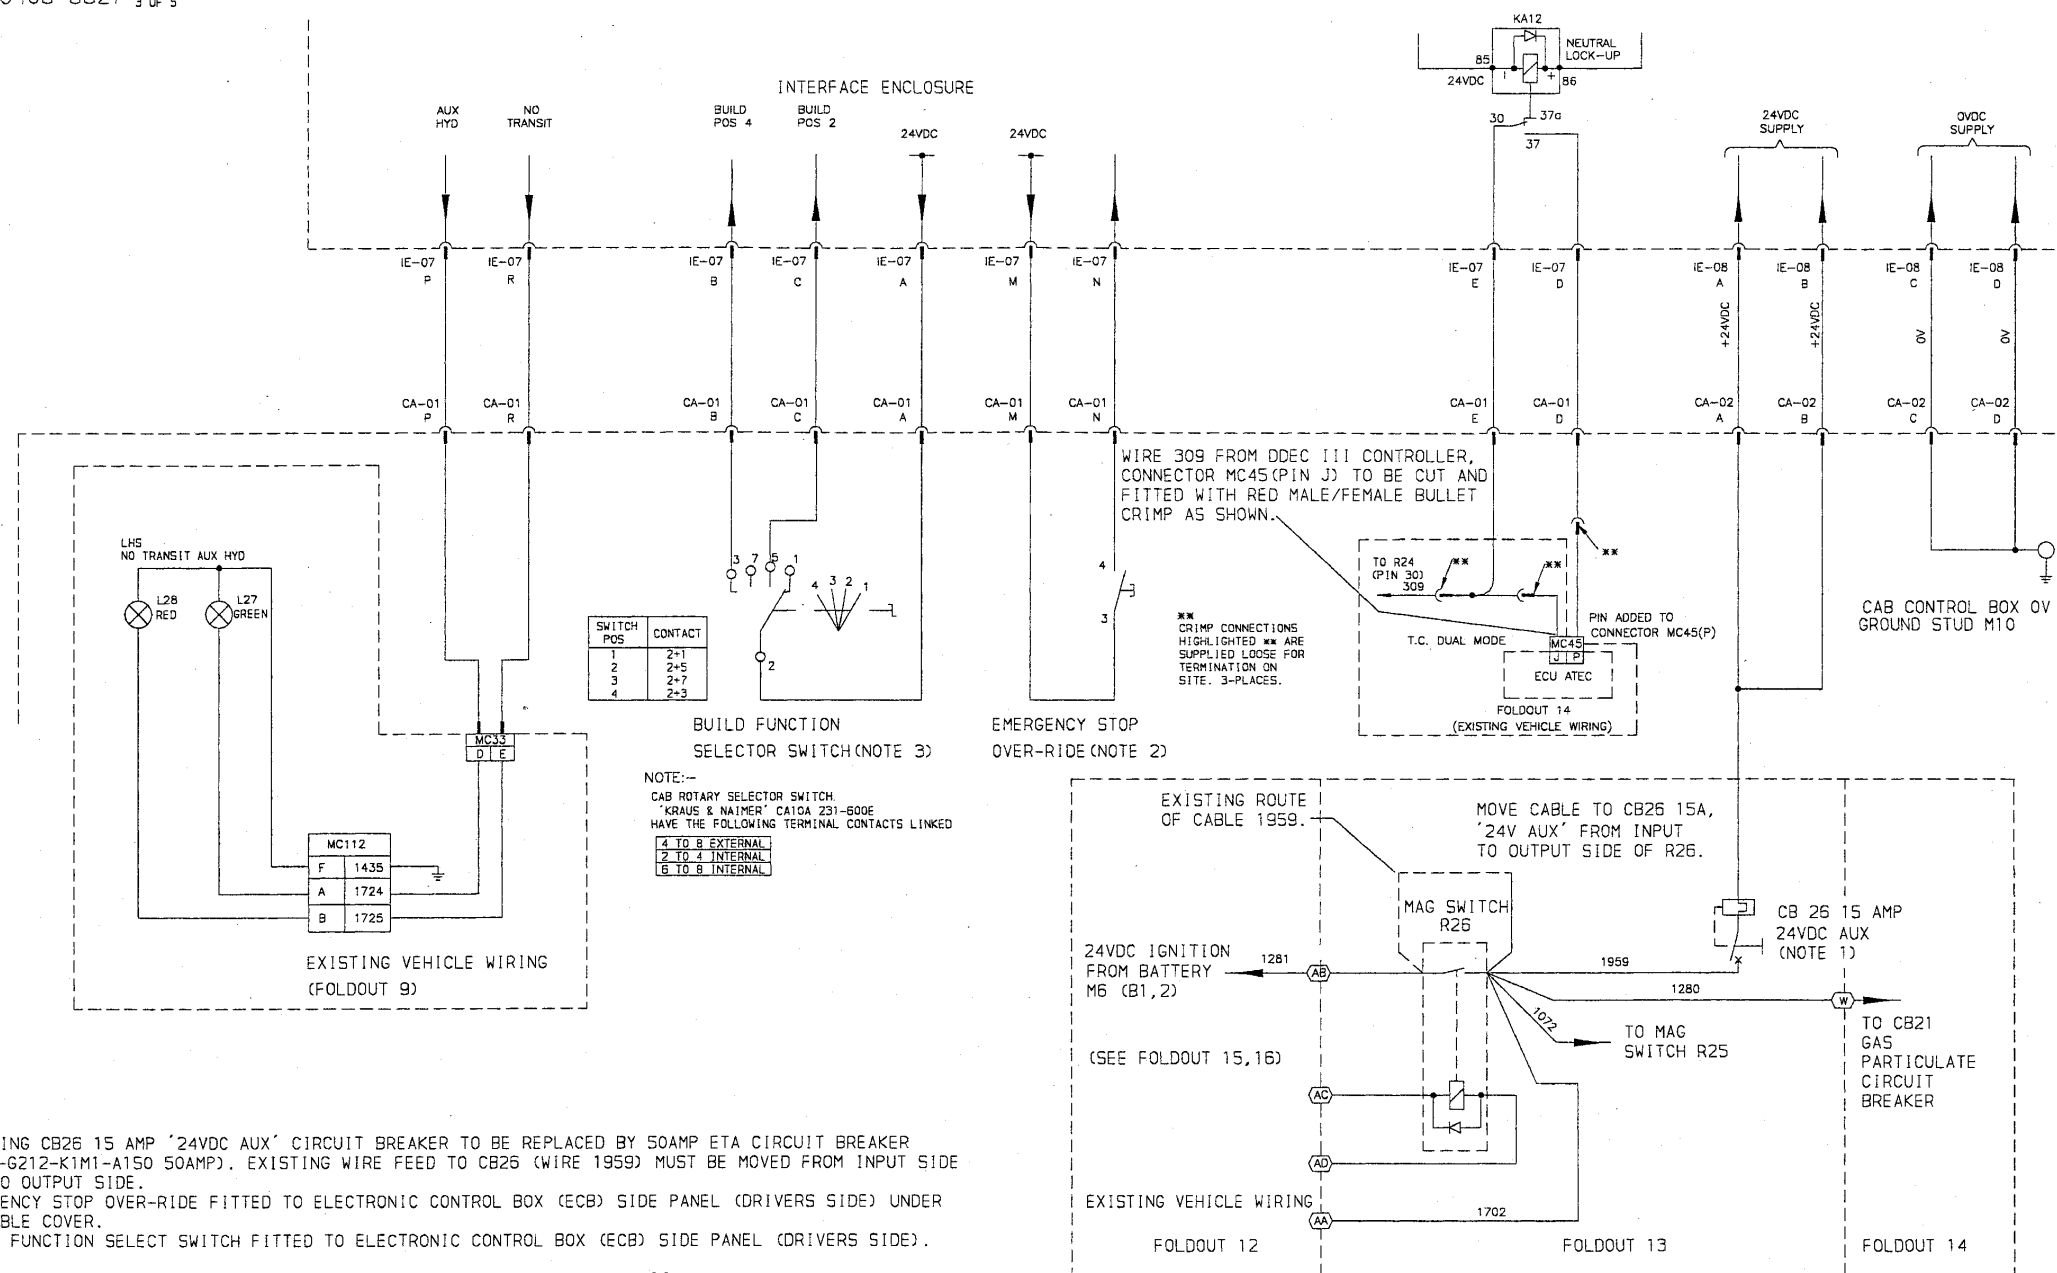 3 OF 5
KA12
NEUTRAL
LOCK-UP
85
24VDC
-
+
86
30
37a
37
INTERFACE ENCLOSURE
AUX
HYD
NO
TRANSIT
BUILD
POS 4
BUILD
POS 2
24VDC
24VDC
24VDC
SUPPLY
0VDC
SUPPLY
IE-07
P
IE-07
R
IE-07
B
IE-07
C
IE-07
A
IE-07
M
IE-07
N
IE-07
E
IE-07
D
IE-08
A
IE-08
B
IE-08
C
IE-08
D
+24VDC
+24VDC
0V
0V
CA-01
P
CA-01
R
CA-01
B
CA-01
C
CA-01
A
CA-01
M
CA-01
N
CA-01
E
CA-01
D
CA-02
A
CA-02
B
CA-02
C
CA-02
D
WIRE 309 FROM DDEC III CONTROLLER,
CONNECTOR MC45(PIN J) TO BE CUT AND
FITTED WITH RED MALE/FEMALE BULLET
CRIMP AS SHOWN.
LHS
NO TRANSIT AUX HYD
L28
RED
L27
GREEN
3 7 5 1
4 3 2 1
2
SWITCH
POS
CONTACT
1 2+1
2 2+5
3 2+7
4 2+3
4
3
**
CRIMP CONNECTIONS
HIGHLIGHTED ** ARE
SUPPLIED LOOSE FOR
TERMINATION ON
SITE. 3-PLACES.
TO R24
(PIN 30)
309
**
**
**
T.C. DUAL MODE
MC45
J P
ECU ATEC
PIN ADDED TO
CONNECTOR MC45(P)
FOLDOUT 14
(EXISTING VEHICLE WIRING)
CAB CONTROL BOX 0V
GROUND STUD M10
BUILD FUNCTION
SELECTOR SWITCH(NOTE 3)
EMERGENCY STOP
OVER-RIDE(NOTE 2)
MC33
D E
NOTE:-
CAB ROTARY SELECTOR SWITCH.
'KRAUS & NAIMER' CA10A 231-600E
HAVE THE FOLLOWING TERMINAL CONTACTS LINKED
4 TO 8 EXTERNAL
2 TO 4 INTERNAL
6 TO 8 INTERNAL
MC112
F 1435
A 1724
B 1725
EXISTING VEHICLE WIRING
(FOLDOUT 9)
EXISTING ROUTE
OF CABLE 1959.
MOVE CABLE TO CB26 15A,
'24V AUX' FROM INPUT
TO OUTPUT SIDE OF R26.
MAG SWITCH
R26
CB 26 15 AMP
24VDC AUX
(NOTE 1)
24VDC IGNITION
FROM BATTERY
M6 (B1,2)
1281
AB
1959
1280
W
1072
TO MAG
SWITCH R25
TO CB21
GAS
PARTICULATE
CIRCUIT
BREAKER
(SEE FOLDOUT 15,16)
AC
AD
EXISTING VEHICLE WIRING
AA
1702
FOLDOUT 12
FOLDOUT 13
FOLDOUT 14
ING CB26 15 AMP '24VDC AUX' CIRCUIT BREAKER TO BE REPLACED BY 50AMP ETA CIRCUIT BREAKER
-G212-K1M1-A1S0 50AMP). EXISTING WIRE FEED TO CB26 (WIRE 1959) MUST BE MOVED FROM INPUT SIDE
O OUTPUT SIDE.
ENCY STOP OVER-RIDE FITTED TO ELECTRONIC CONTROL BOX (ECB) SIDE PANEL (DRIVERS SIDE) UNDER
BLE COVER.
FUNCTION SELECT SWITCH FITTED TO ELECTRONIC CONTROL BOX (ECB) SIDE PANEL (DRIVERS SIDE).